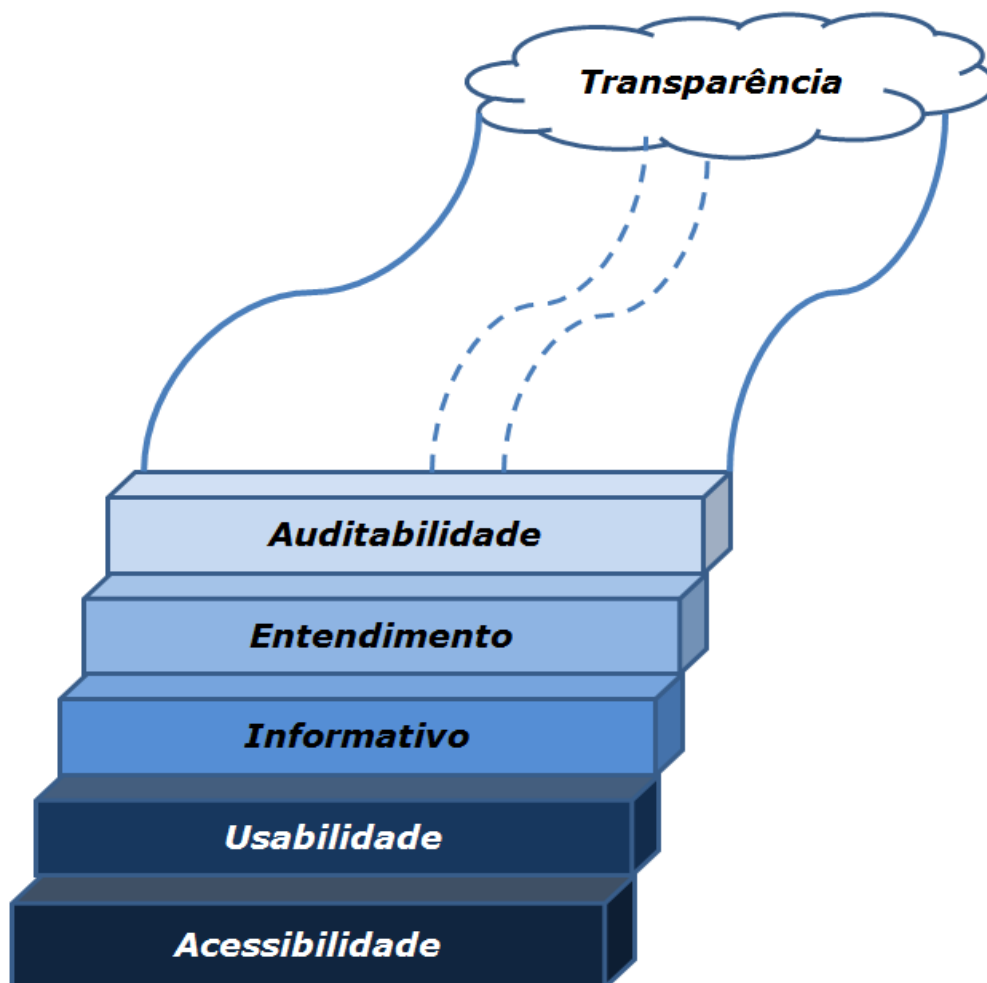 Transparência
Auditabilidade
Entendimento
Informativo
Usabilidade
Acessibilidade